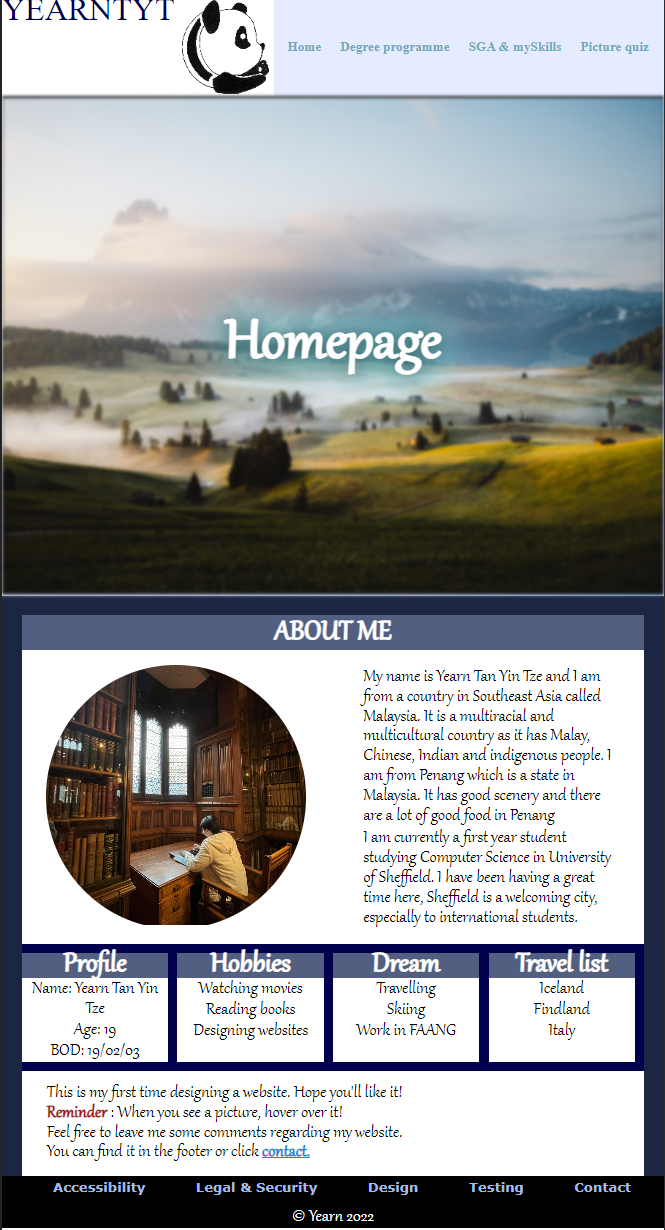 YEARNTYT
Home Degree programme SGA & mySkills Picture quiz
Homepage
ABOUT ME
My name is Yearn Tan Yin Tze and I am
from a country in Southeast Asia called
Malaysia. It is a multiracial and
multicultural country as it has Malay,
Chinese, Indian and indigenous people. I
am from Penang which is a state in
Malaysia. It has good scenery and there
are a lot of good food in Penang
I am currently a first year student
studying Computer Science in University
of Sheffield. I have been having a great
time here, Sheffield is a welcoming city,
especially to international students.
Profile
Name: Yearn Tan Yin
Tze
Age: 19
BOD: 19/02/03
Hobbies
Watching movies
Reading books
Designing websites
Dream
Travelling
Skiing
Work in FAANG
Travel list
Iceland
Findland
Italy
This is my first time designing a website. Hope you'll like it!
Reminder : When you see a picture, hover over it!
Feel free to leave me some comments regarding my website.
You can find it in the footer or click contact.
Accessibility Legal & Security Design Testing Contact
© Yearn 2022